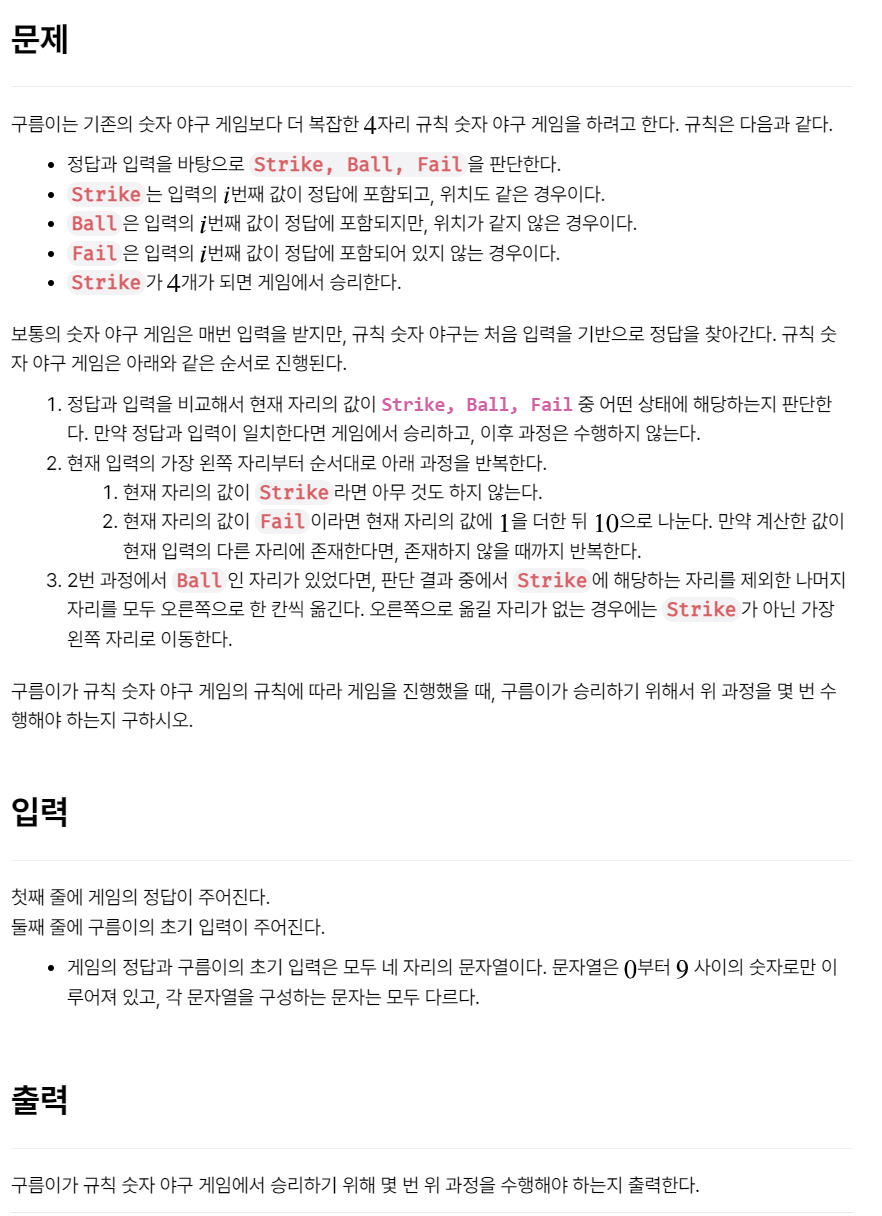 문제
구름이는 기존의 숫자 야구 게임보다 더 복잡한 4자리 규칙 숫자 야구 게임을 하려고 한다. 규칙은 다음과 같다.
• 정답과 입력을 바탕으로 Strike, Ball, Fail 을 판단한다.
• Strike 는 입력의 i번째 값이 정답에 포함되고, 위치도 같은 경우이다.
• Ball 은 입력의 i번째 값이 정답에 포함되지만, 위치가 같지 않은 경우이다.
• Fail 은 입력의 i번째 값이 정답에 포함되어 있지 않는 경우이다.
• Strike 가 4개가 되면 게임에서 승리한다.
보통의 숫자 야구 게임은 매번 입력을 받지만, 규칙 숫자 야구는 처음 입력을 기반으로 정답을 찾아간다. 규칙 숫
자 야구 게임은 아래와 같은 순서로 진행된다.
1. 정답과 입력을 비교해서 현재 자리의 값이 Strike, Ball, Fail 중 어떤 상태에 해당하는지 판단한
다. 만약 정답과 입력이 일치한다면 게임에서 승리하고, 이후 과정은 수행하지 않는다.
2. 현재 입력의 가장 왼쪽 자리부터 순서대로 아래 과정을 반복한다.
1. 현재 자리의 값이 Strike 라면 아무 것도 하지 않는다.
2. 현재 자리의 값이 Fail 이라면 현재 자리의 값에 1을 더한 뒤 10으로 나눈다. 만약 계산한 값이
현재 입력의 다른 자리에 존재한다면, 존재하지 않을 때까지 반복한다.
3. 2번 과정에서 Ball 인 자리가 있었다면, 판단 결과 중에서 Strike 에 해당하는 자리를 제외한 나머지
자리를 모두 오른쪽으로 한 칸씩 옮긴다. 오른쪽으로 옮길 자리가 없는 경우에는 Strike 가 아닌 가장
왼쪽 자리로 이동한다.
구름이가 규칙 숫자 야구 게임의 규칙에 따라 게임을 진행했을 때, 구름이가 승리하기 위해서 위 과정을 몇 번 수
행해야 하는지 구하시오.
입력
첫째 줄에 게임의 정답이 주어진다.
둘째 줄에 구름이의 초기 입력이 주어진다.
• 게임의 정답과 구름이의 초기 입력은 모두 네 자리의 문자열이다. 문자열은 0부터 9 사이의 숫자로만 이
루어져 있고, 각 문자열을 구성하는 문자는 모두 다르다.
출력
구름이가 규칙 숫자 야구 게임에서 승리하기 위해 몇 번 위 과정을 수행해야 하는지 출력한다.